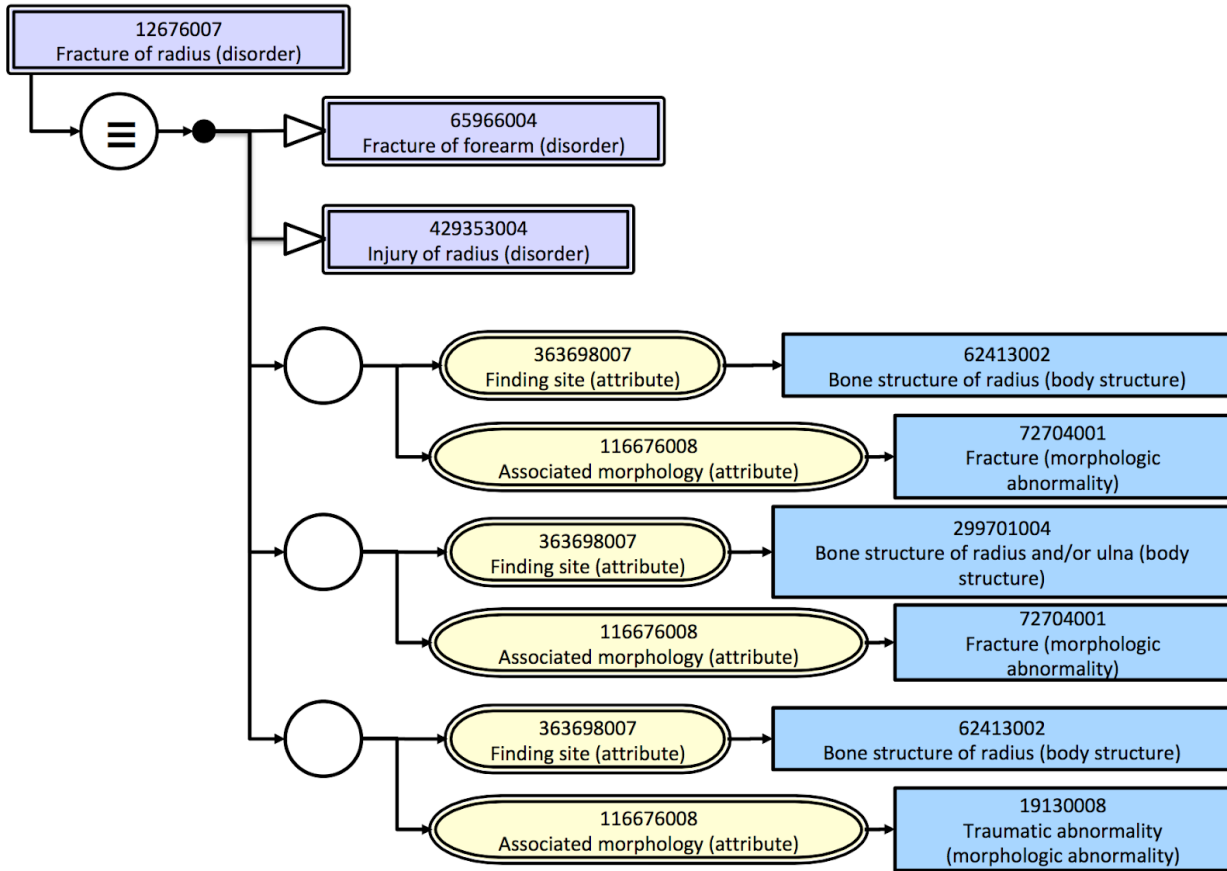 12676007
Fracture of radius (disorder)
65966004
Fracture of forearm (disorder)
429353004
Injury of radius (disorder)
363698007
Finding site (attribute)
62413002
Bone structure of radius (body structure)
116676008
Associated morphology (attribute)
72704001
Fracture (morphologic
abnormality)
363698007
Finding site (attribute)
299701004
Bone structure of radius and/or ulna (body
structure)
116676008
Associated morphology (attribute)
72704001
Fracture (morphologic
abnormality)
363698007
Finding site (attribute)
62413002
Bone structure of radius (body structure)
116676008
Associated morphology (attribute)
19130008
Traumatic abnormality
(morphologic abnormality)